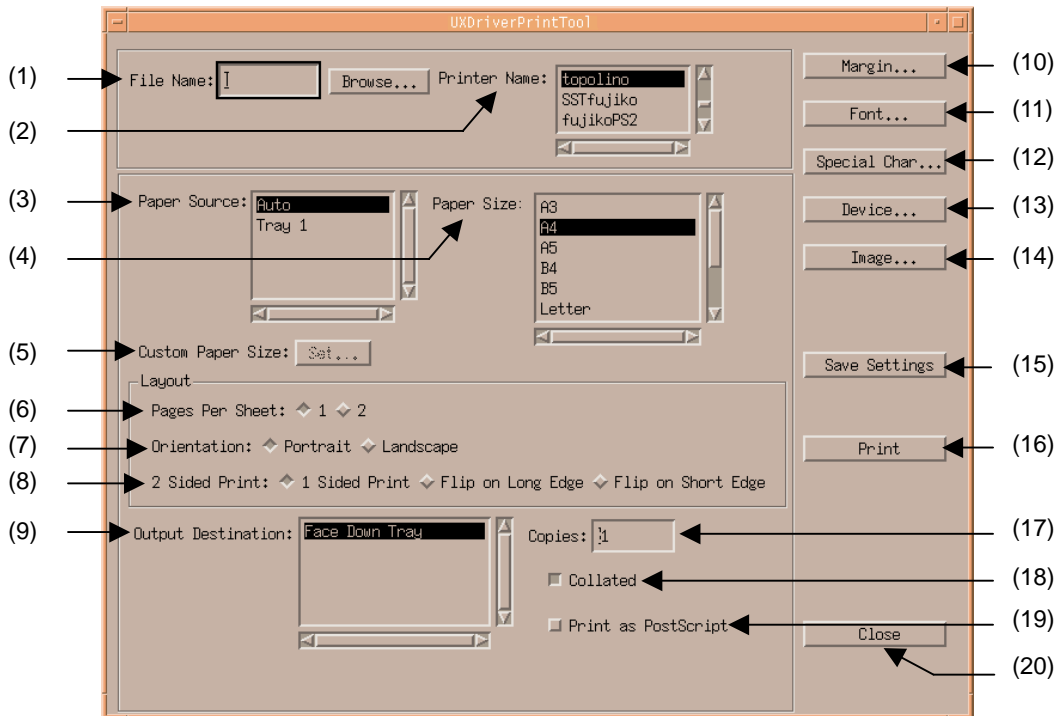 UXDriverPrintTool
(1) File Name: Browse... Printer Name: topolino
SSTfujiko
fujikoPS2
(2)
Margin... (10)
Font... (11)
Special Char... (12)
Device... (13)
Image... (14)
(3) Paper Source: Auto
Tray 1
(4) Paper Size: A3
A4
A5
B4
B5
Letter
(5) Custom Paper Size: Set...
Layout
(6) Pages Per Sheet: 1 2
(7) Orientation: Portrait Landscape
(8) 2 Sided Print: 1 Sided Print Flip on Long Edge Flip on Short Edge
Save Settings (15)
Print (16)
(9) Output Destination: Face Down Tray
Copies: 1 (17)
Collated (18)
Print as PostScript (19)
Close (20)